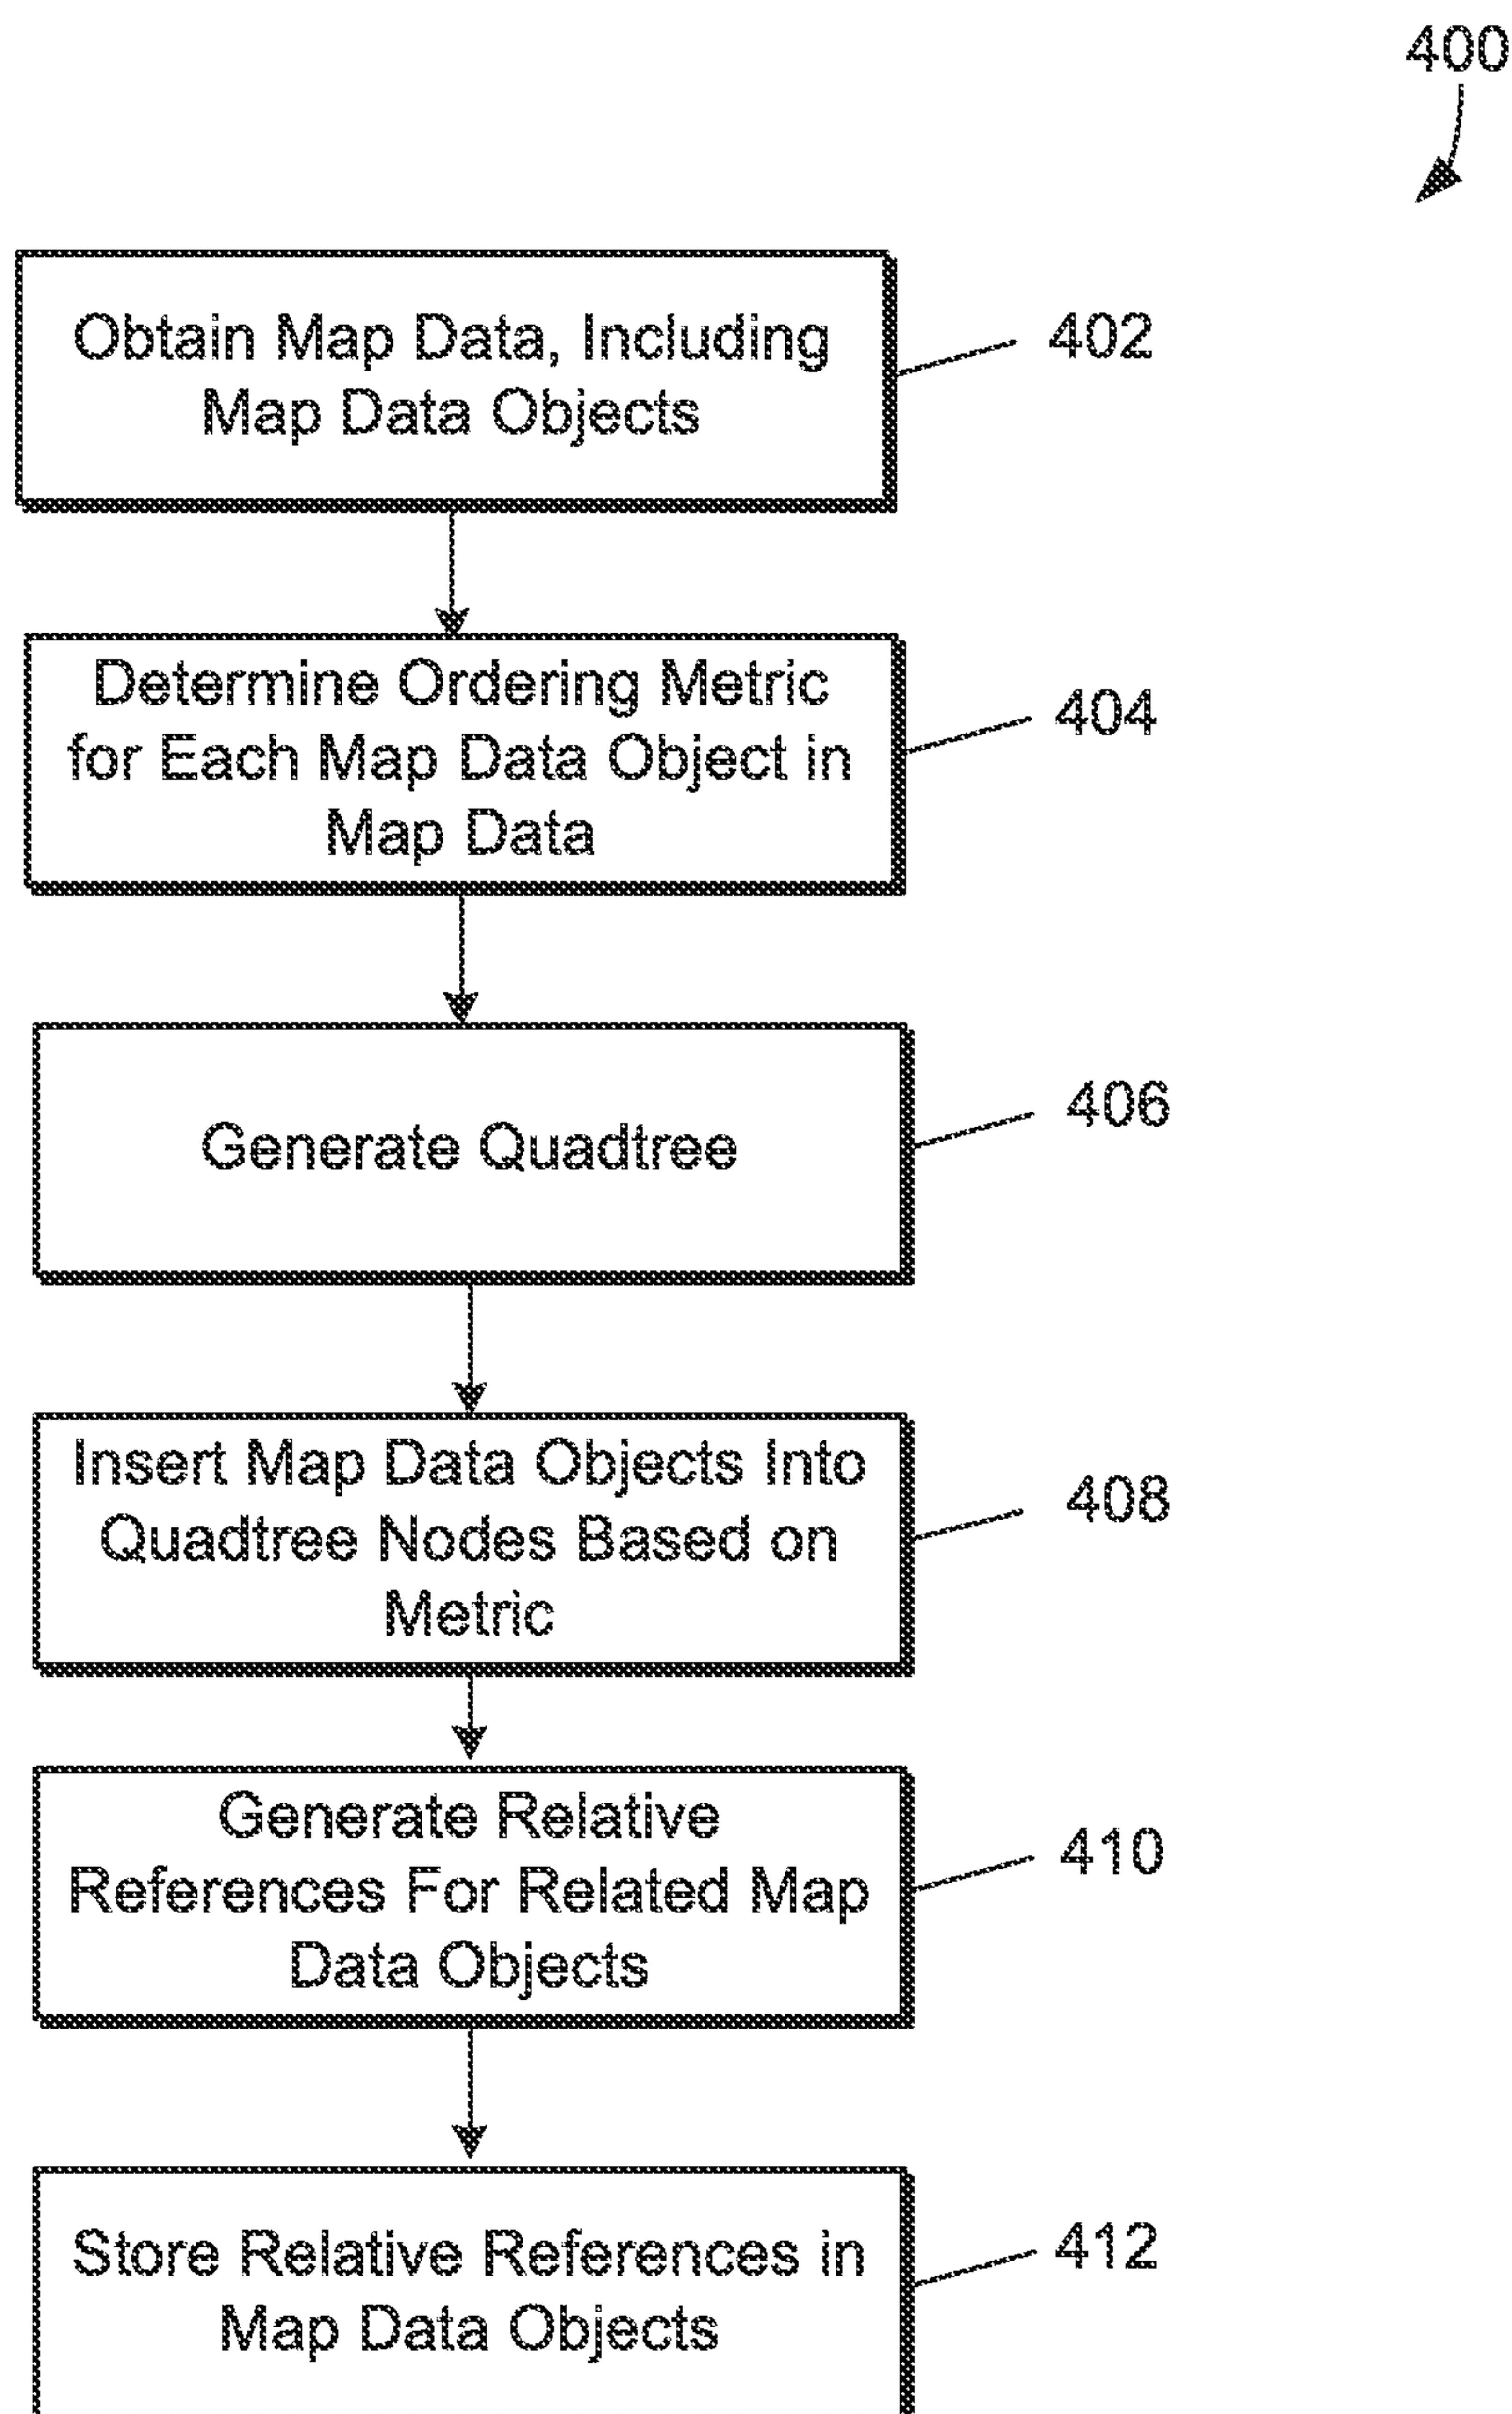 400
Obtain Map Data, Including
Map Data Objects
402
Determine Ordering Metric
for Each Map Data Object in
Map Data
404
Generate Quadtree
406
Insert Map Data Objects Into
Quadtree Nodes Based on
Metric
408
Generate Relative
References For Related Map
Data Objects
410
Store Relative References in
Map Data Objects
412